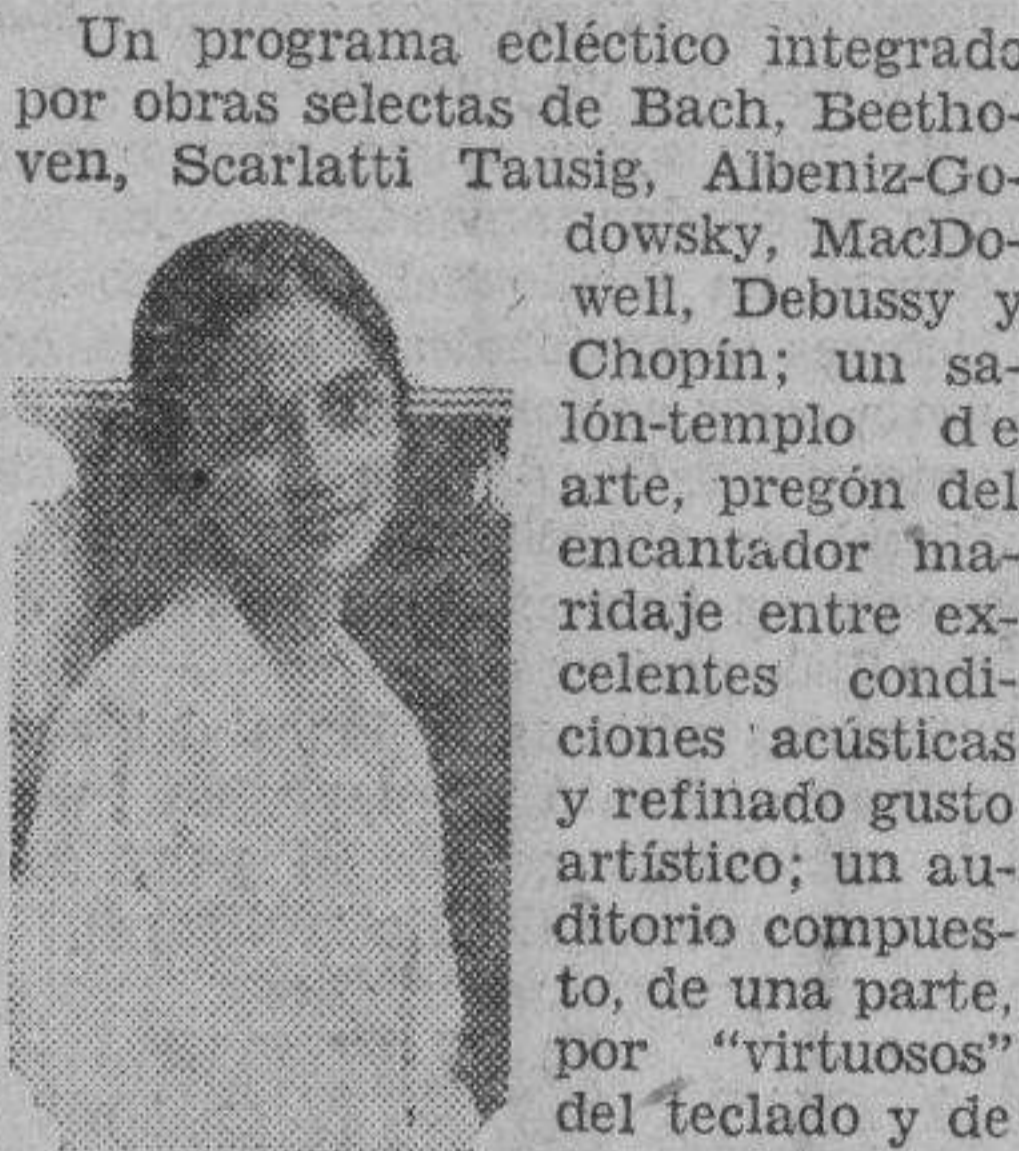 Un programa ecléctico integrado
por obras selectas de Bach, Beetho-
ven, Scarlatti Tausig, Albeniz-Go-
dowsky, MacDo-
well, Debussy y
Chopín; un sa-
lón-templo de
arte, pregón del
encantador ma-
ridaje entre ex-
celentes condi-
ciones acústicas
y refinado gusto
artístico; un au-
ditorio compues-
to, de una parte,
por “virtuosos”
del teclado y de